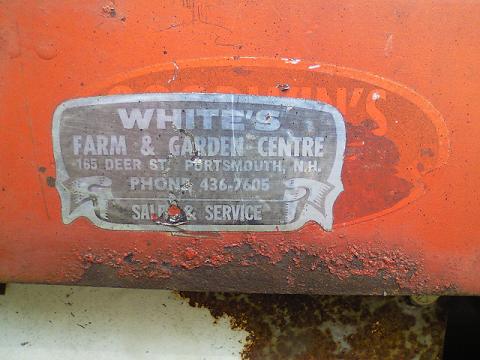 WHITE'S
FARM & GARDEN CENTRE
165 DEER ST. PORTSMOUTH, N.H.
PHONE 436-7605
SALES & SERVICE